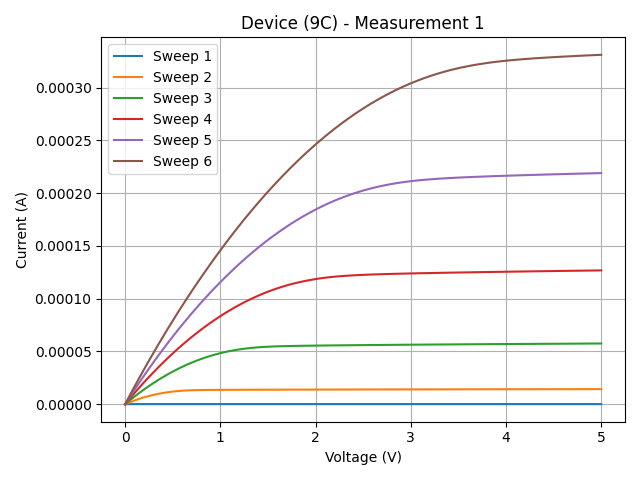 Device (9C) - Measurement 1
Sweep 1
Sweep 2
Sweep 3
Sweep 4
Sweep 5
Sweep 6
0.00030
0.00025
0.00020
0.00015
0.00010
0.00005
0.00000
Current (A)
0 1 2 3 4 5
Voltage (V)